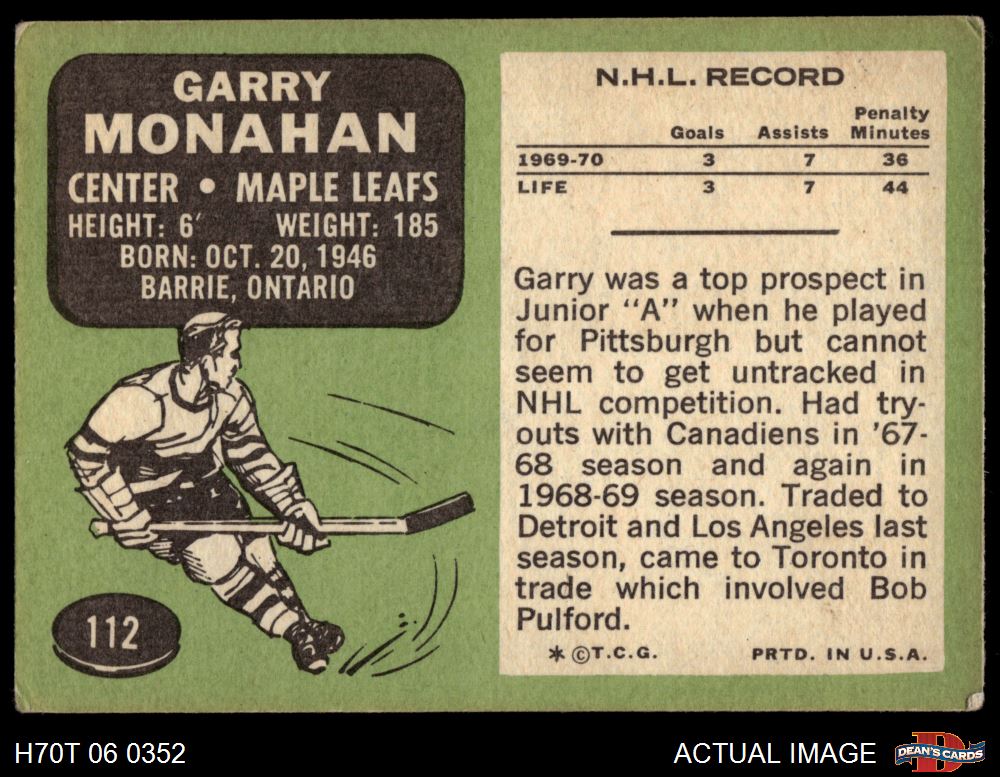 GARRY
MONAHAN
CENTER • MAPLE LEAFS
HEIGHT: 6′ WEIGHT: 185
BORN: OCT. 20, 1946
BARRIE, ONTARIO
112
N.H.L. RECORD
Goals Assists Penalty Minutes
1969-70 3 7 36
LIFE 3 7 44
Garry was a top prospect in
Junior “A” when he played
for Pittsburgh but cannot
seem to get untracked in
NHL competition. Had try-
outs with Canadiens in ’67-
68 season and again in
1968-69 season. Traded to
Detroit and Los Angeles last
season, came to Toronto in
trade which involved Bob
Pulford.
* ©T.C.G. PRTD. IN U.S.A.
H70T 06 0352 ACTUAL IMAGE DEAN'S CARDS